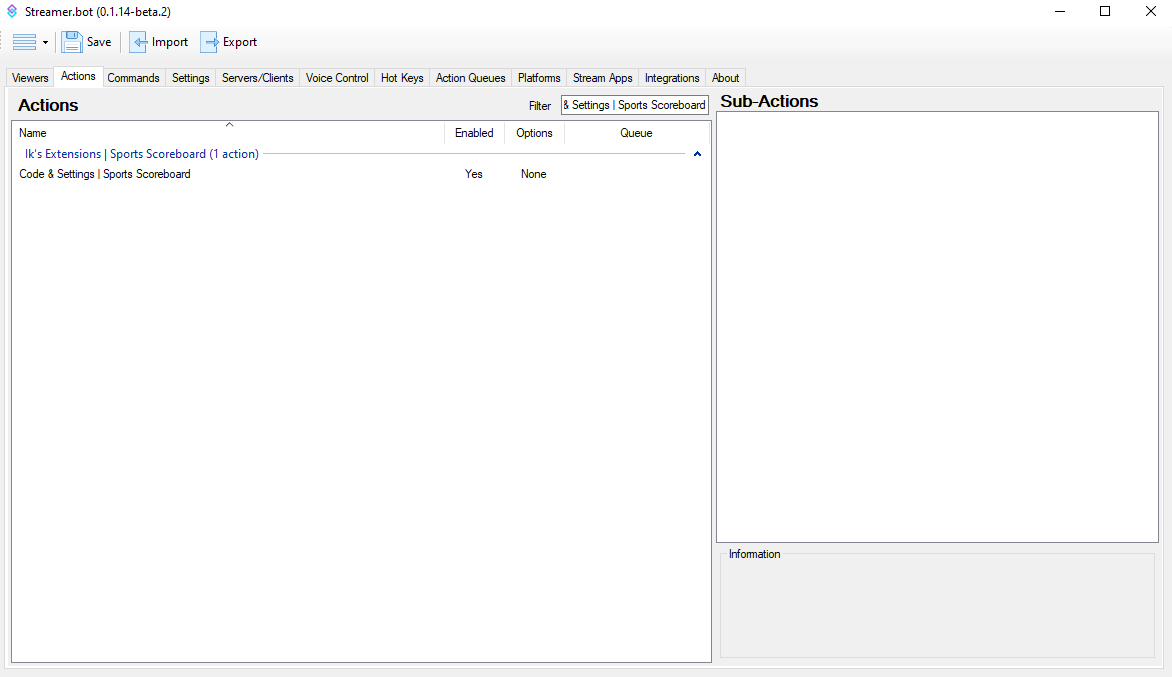 Streamer.bot (0.1.14-beta.2)
Save Import Export
Viewers Actions Commands Settings Servers/Clients Voice Control Hot Keys Action Queues Platforms Stream Apps Integrations About
Actions
Filter & Settings | Sports Scoreboard
Name Enabled Options Queue
Ik's Extensions | Sports Scoreboard (1 action)
Code & Settings | Sports Scoreboard Yes None
Sub-Actions
Information